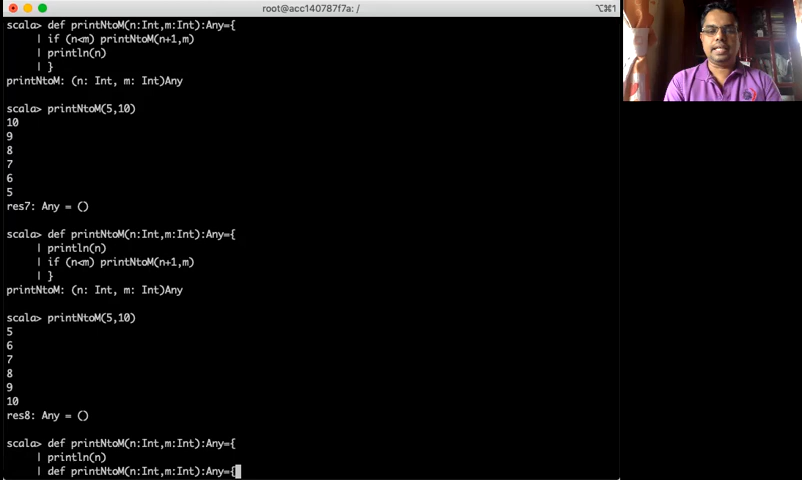 root@acc140787f7a: /
⌥⌘1
scala> def printNtoM(n:Int,m:Int):Any={
| if (n<m) printNtoM(n+1,m)
| println(n)
| }
printNtoM: (n: Int, m: Int)Any
scala> printNtoM(5,10)
10
9
8
7
6
5
res7: Any = ()
scala> def printNtoM(n:Int,m:Int):Any={
| println(n)
| if (n<m) printNtoM(n+1,m)
| }
printNtoM: (n: Int, m: Int)Any
scala> printNtoM(5,10)
5
6
7
8
9
10
res8: Any = ()
scala> def printNtoM(n:Int,m:Int):Any={
| println(n)
| def printNtoM(n:Int,m:Int):Any={